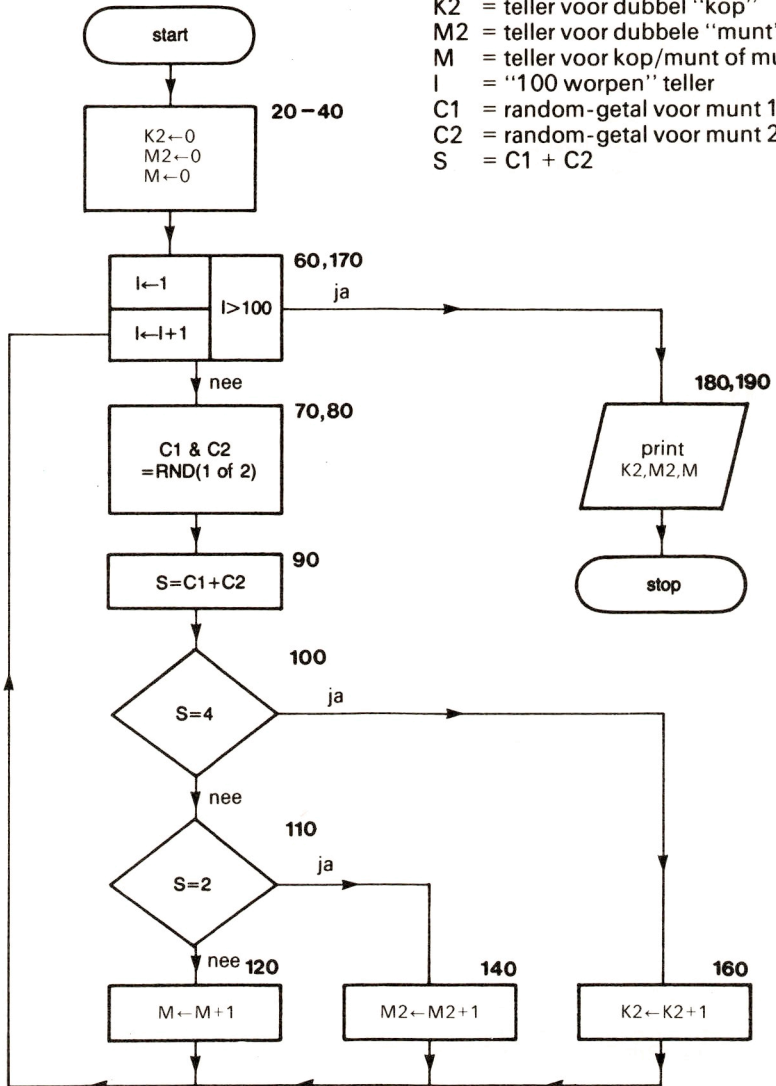 K2 = teller voor dubbel “kop”
M2 = teller voor dubbele “munt”
M = teller voor kop/munt of
I = “100 worpen” teller
C1 = random-getal voor munt 1
C2 = random-getal voor munt 2
S = C1 + C2
start
20–40
K2←0
M2←0
M←0
60,170
I←1
I←I+1
I>100
ja
nee
180,190
print
K2,M2,M
stop
70,80
C1 & C2
=RND(1 of 2)
90
S=C1+C2
100
S=4
ja
nee
110
S=2
ja
nee
120
M←M+1
140
M2←M2+1
160
K2←K2+1